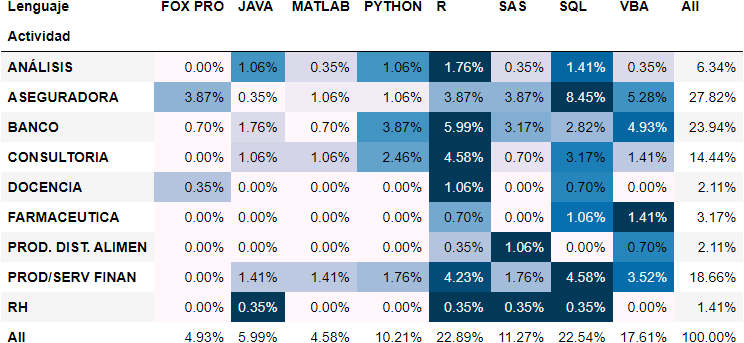 Lenguaje FOX PRO JAVA MATLAB PYTHON R SAS SQL VBA All
Actividad
ANÁLISIS 0.00% 1.06% 0.35% 1.06% 1.76% 0.35% 1.41% 0.35% 6.34%
ASEGURADORA 3.87% 0.35% 1.06% 1.06% 3.87% 3.87% 8.45% 5.28% 27.82%
BANCO 0.70% 1.76% 0.70% 3.87% 5.99% 3.17% 2.82% 4.93% 23.94%
CONSULTORIA 0.00% 1.06% 1.06% 2.46% 4.58% 0.70% 3.17% 1.41% 14.44%
DOCENCIA 0.35% 0.00% 0.00% 0.00% 1.06% 0.00% 0.70% 0.00% 2.11%
FARMACEUTICA 0.00% 0.00% 0.00% 0.00% 0.70% 0.00% 1.06% 1.41% 3.17%
PROD. DIST. ALIMEN 0.00% 0.00% 0.00% 0.00% 0.35% 1.06% 0.00% 0.70% 2.11%
PROD/SERV FINAN 0.00% 1.41% 1.41% 1.76% 4.23% 1.76% 4.58% 3.52% 18.66%
RH 0.00% 0.35% 0.00% 0.00% 0.35% 0.35% 0.35% 0.00% 1.41%
All 4.93% 5.99% 4.58% 10.21% 22.89% 11.27% 22.54% 17.61% 100.00%